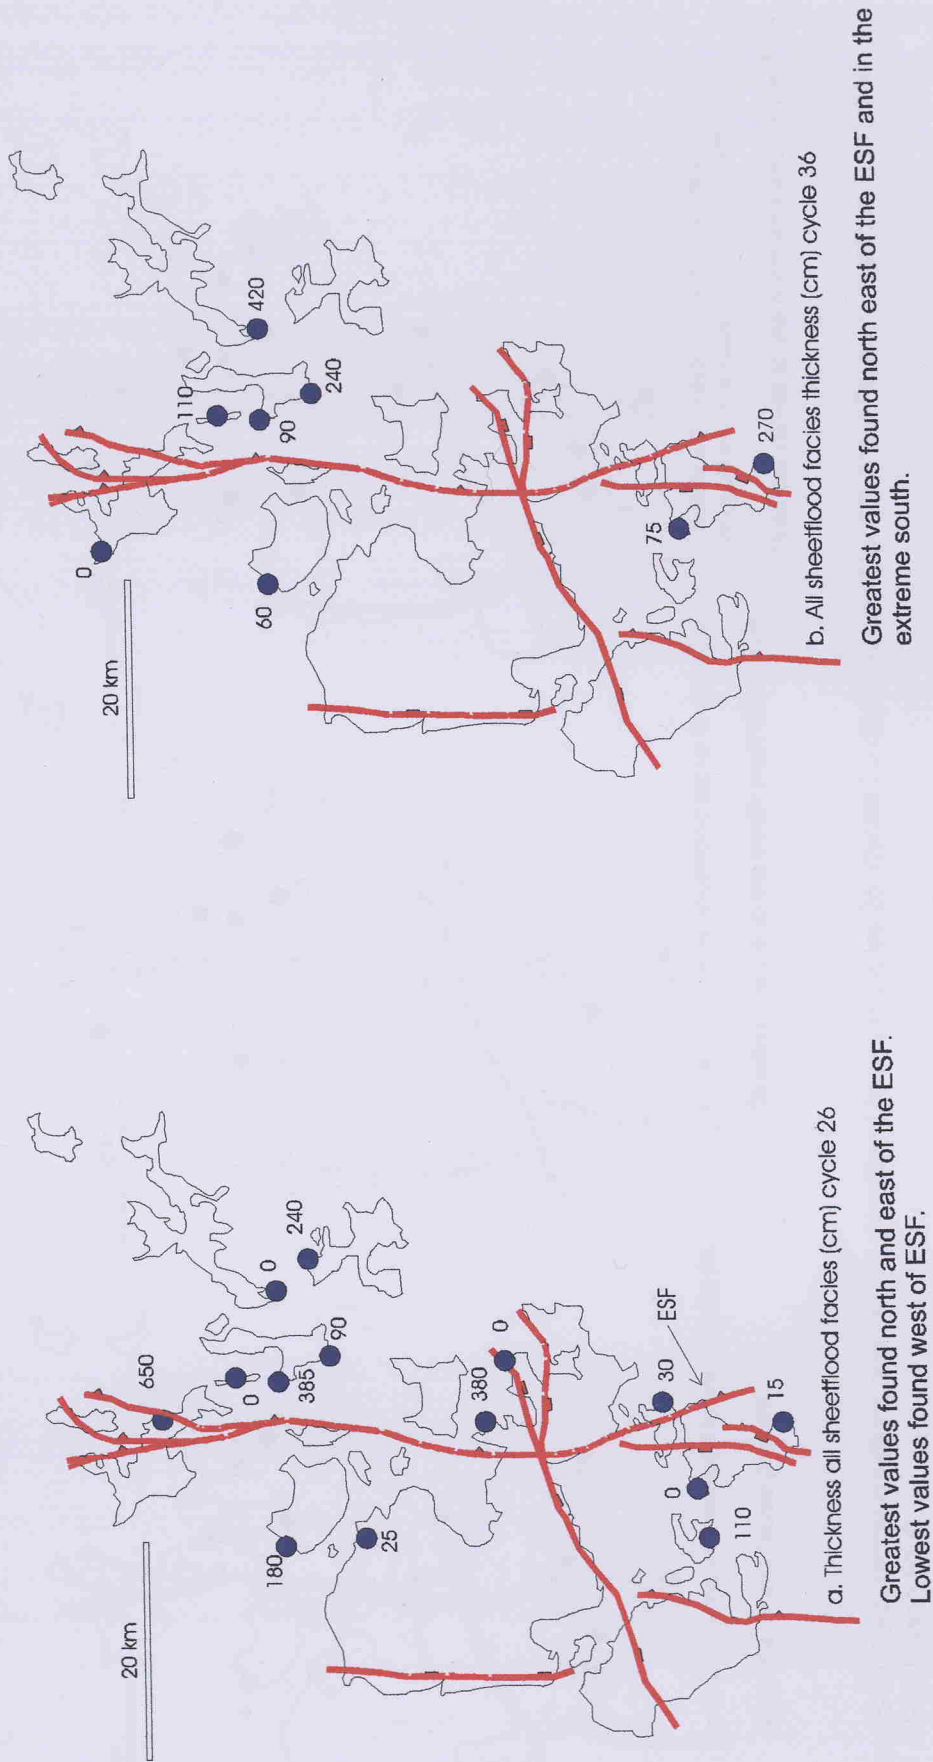 20 km
650
0
385
90
0
240
180
25
380
0
ESF
30
0
110
15
a. Thickness all sheetflood facies (cm) cycle 26
Greatest values found north and east of the ESF.
Lowest values found west of ESF.
20 km
0
110
90
420
240
60
75
270
b. All sheetflood facies thickness (cm) cycle 36
Greatest values found north east of the ESF and in the
extreme south.